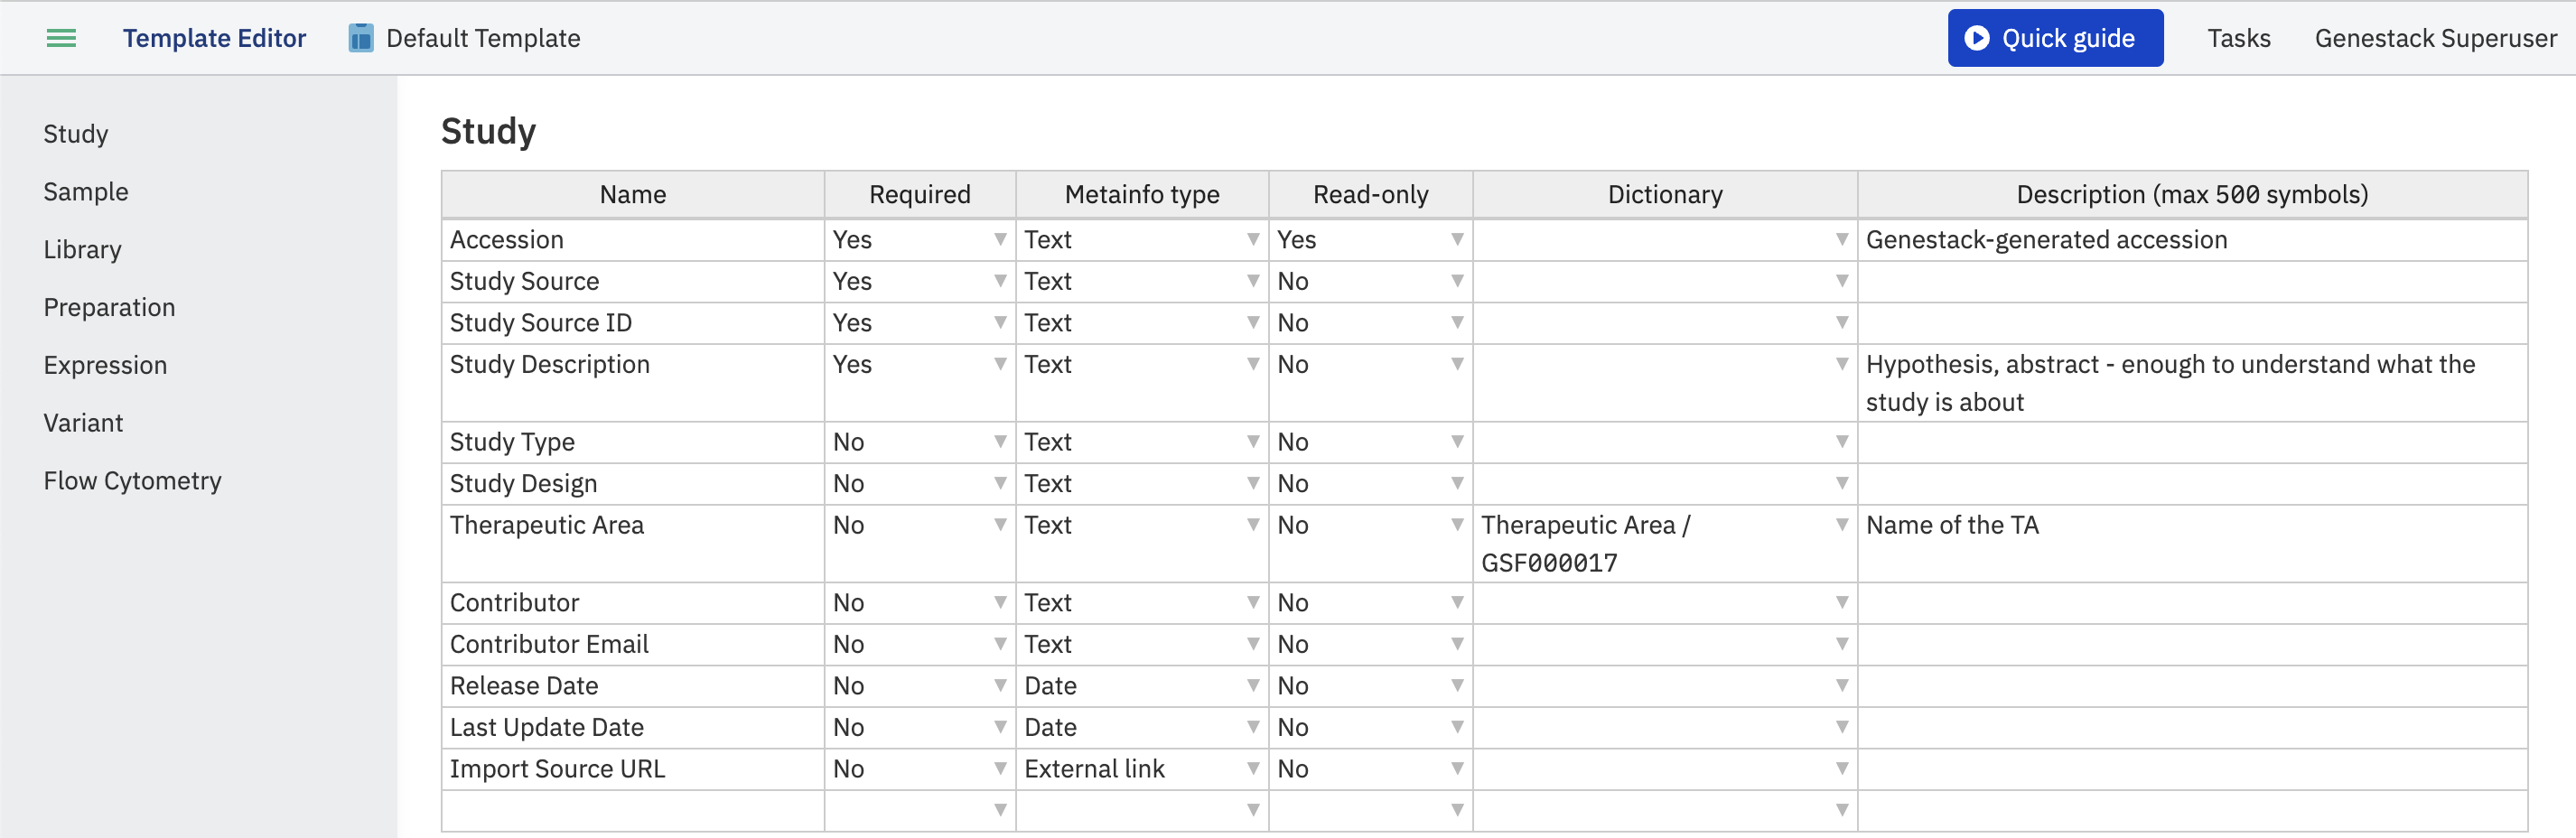 Template Editor Default Template Quick guide Tasks Genestack Superuser
Study
Sample
Library
Preparation
Expression
Variant
Flow Cytometry
Study
Name Required Metainfo type Read-only Dictionary Description (max 500 symbols)
Accession Yes Text Yes Genestack-generated accession
Study Source Yes Text No
Study Source ID Yes Text No
Study Description Yes Text No Hypothesis, abstract - enough to understand what the
study is about
Study Type No Text No
Study Design No Text No
Therapeutic Area No Text No Therapeutic Area / Name of the TA
GSF000017
Contributor No Text No
Contributor Email No Text No
Release Date No Date No
Last Update Date No Date No
Import Source URL No External link No